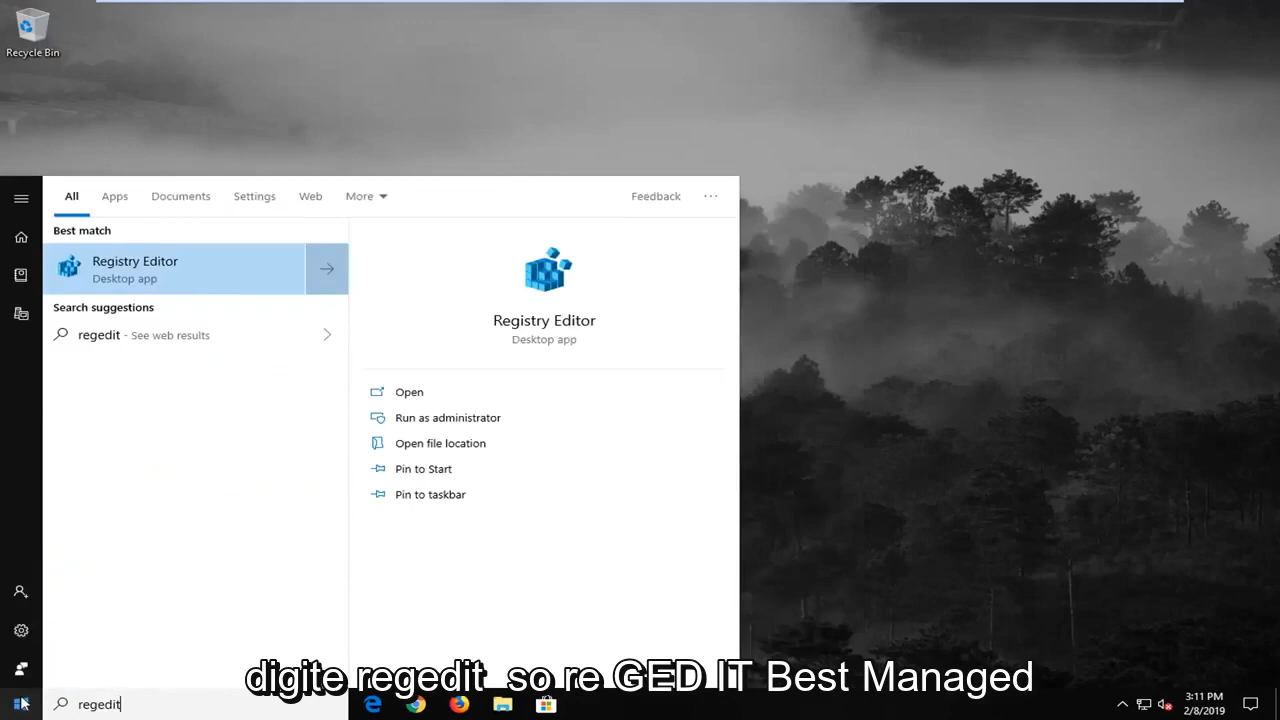 Recycle Bin
All Apps Documents Settings Web More Feedback ...
Best match
Registry Editor
Desktop app
Search suggestions
regedit - See web results
Registry Editor
Desktop app
Open
Run as administrator
Open file location
Pin to Start
Pin to taskbar
digite regedit so re GED IT Best Managed
regedit
3:11 PM
2/8/2019